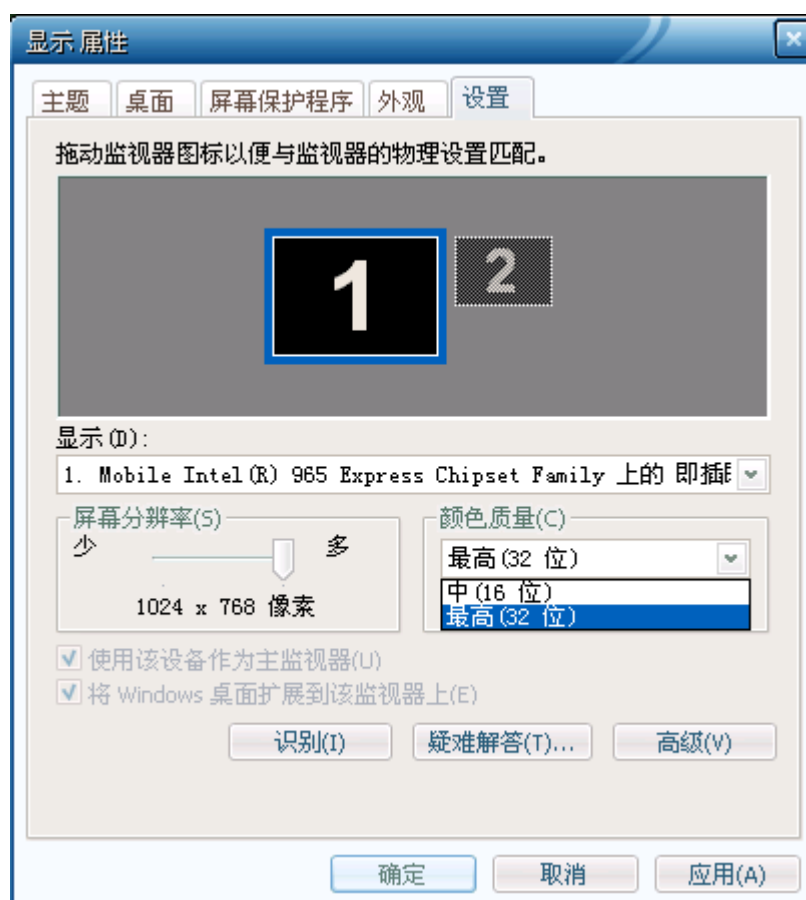 显示 属性
主题 桌面 屏幕保护程序 外观 设置
拖动监视器图标以便与监视器的物理设置匹配。
1 2
显示(D):
1. Mobile Intel(R) 965 Express Chipset Family 上的 即插
屏幕分辨率(S) 颜色质量(C)
少 多
最高(32 位)
中(16 位)
1024 x 768 像素
最高(32 位)
使用该设备作为主监视器(U)
将 Windows 桌面扩展到该监视器上(E)
识别(I) 疑难解答(T)... 高级(V)
确定 取消 应用(A)